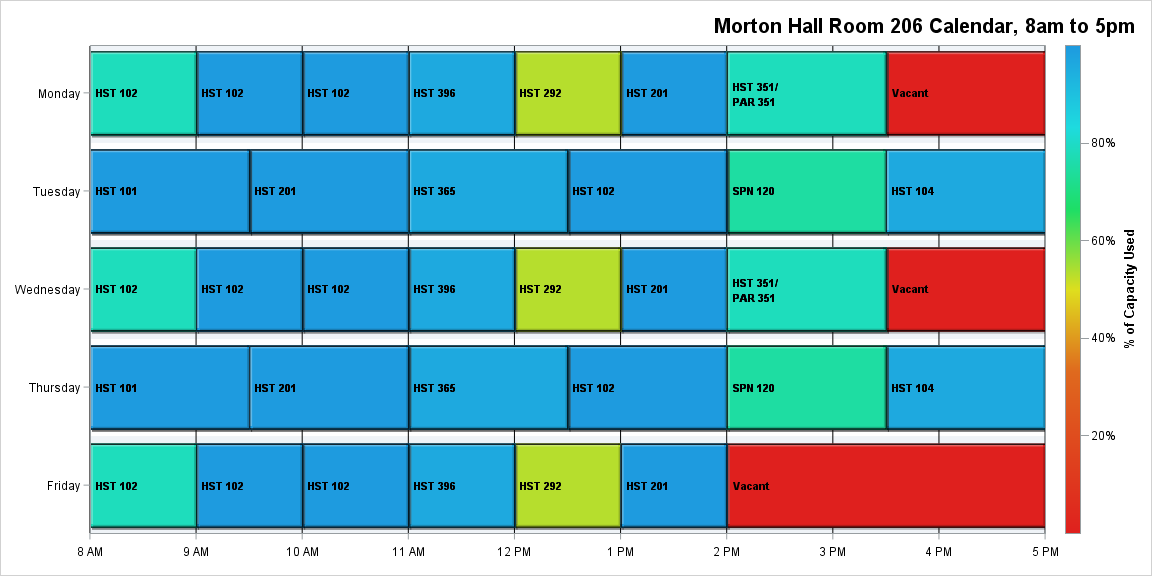 Morton Hall Room 206 Calendar, 8am to 5pm
Monday
HST 102
HST 102
HST 102
HST 396
HST 292
HST 201
HST 351/
PAR 351
Vacant
Tuesday
HST 101
HST 201
HST 365
HST 102
SPN 120
HST 104
Wednesday
HST 102
HST 102
HST 102
HST 396
HST 292
HST 201
HST 351/
PAR 351
Vacant
Thursday
HST 101
HST 201
HST 365
HST 102
SPN 120
HST 104
Friday
HST 102
HST 102
HST 102
HST 396
HST 292
HST 201
Vacant
8 AM
9 AM
10 AM
11 AM
12 PM
1 PM
2 PM
3 PM
4 PM
5 PM
80%
60%
40%
20%
% of Capacity Used